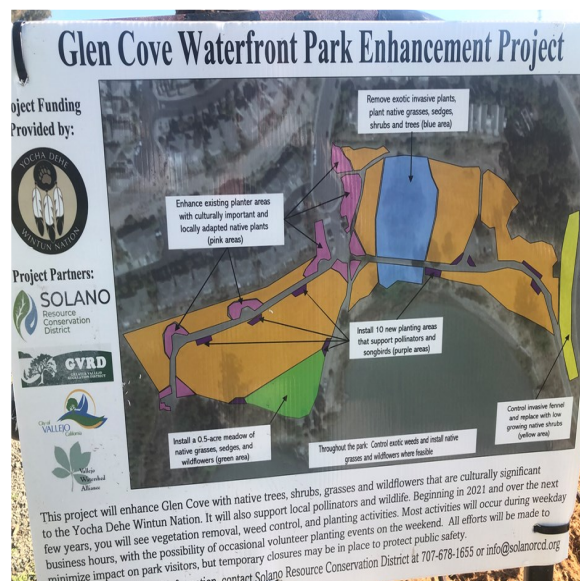 Glen Cove Waterfront Park Enhancement Project
oject Funding
Provided by:
YOCHA DEHE
WINTUN NATION
Project Partners:
SOLANO
Resource
Conservation
District
GVRD
City of
VALLEJO
California
Vallejo
Watershed
Alliance
Remove exotic invasive plants,
plant native grasses, sedges,
shrubs and trees (blue area)
Enhance existing planter areas
with culturally important and
locally adapted native plants
(pink areas)
Install 10 new planting areas
that support pollinators and
songbirds (purple areas)
Install a 0.5-acre meadow of
native grasses, sedges, and
wildflowers (green area)
Throughout the park: Control exotic weeds and install native
grasses and wildflowers where feasible
Control invasive fennel
and replace with low
growing native shrubs
(yellow area)
This project will enhance Glen Cove with native trees, shrubs, grasses and wildflowers that are culturally significant
to the Yocha Dehe Wintun Nation. It will also support local pollinators and wildlife. Beginning in 2021 and over the next
few years, you will see vegetation removal, weed control, and planting activities. Most activities will occur during weekday
business hours, with the possibility of occasional volunteer planting events on the weekend. All efforts will be made to
minimize impact on park visitors, but temporary closures may be in place to protect public safety.
contact Solano Resource Conservation District at 707-678-1655 or info@solanorcd.org